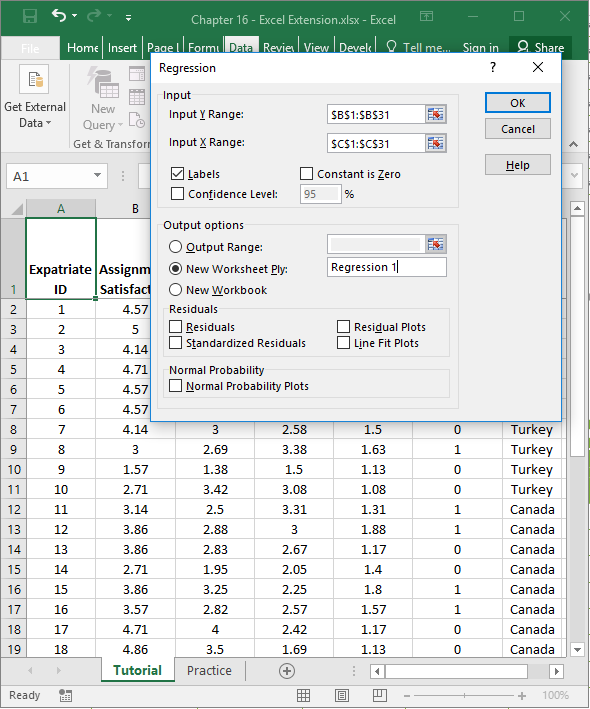 Chapter 16 - Excel Extension.xlsx - Excel
File Home Insert Page L Formu Data Review View Develo Tell me... Sign in Share
Regression ? ×
Get External Data
New Query
Get & Transform
Input
Input Y Range: $B$1:$B$31
Input X Range: $C$1:$C$31
Labels Constant is Zero
Confidence Level: 95 %
OK
Cancel
Help
Output options
Output Range:
New Worksheet Ply: Regression 1
New Workbook
Residuals
Residuals Residual Plots
Standardized Residuals Line Fit Plots
Normal Probability
Normal Probability Plots
A1
A B
1 Expatriate ID Assignm Satisfact
2 1 4.57
3 2 5
4 3 4.14
5 4 4.71
6 5 4.57
7 6 4.57
8 7 4.14 3 2.58 1.5 0 Turkey
9 8 3 2.69 3.38 1.63 1 Turkey
10 9 1.57 1.38 1.5 1.13 0 Turkey
11 10 2.71 3.42 3.08 1.08 0 Turkey
12 11 3.14 2.5 3.31 1.31 1 Canada
13 12 3.86 2.88 3 1.88 1 Canada
14 13 3.86 2.83 2.67 1.17 0 Canada
15 14 2.71 1.95 2.05 1.4 0 Canada
16 15 3.86 3.25 2.25 1.8 1 Canada
17 16 3.57 2.82 2.57 1.57 1 Canada
18 17 4.71 4 2.42 1.17 0 Canada
19 18 4.86 3.5 1.69 1.13 0 Canada
Tutorial Practice
Ready 100%